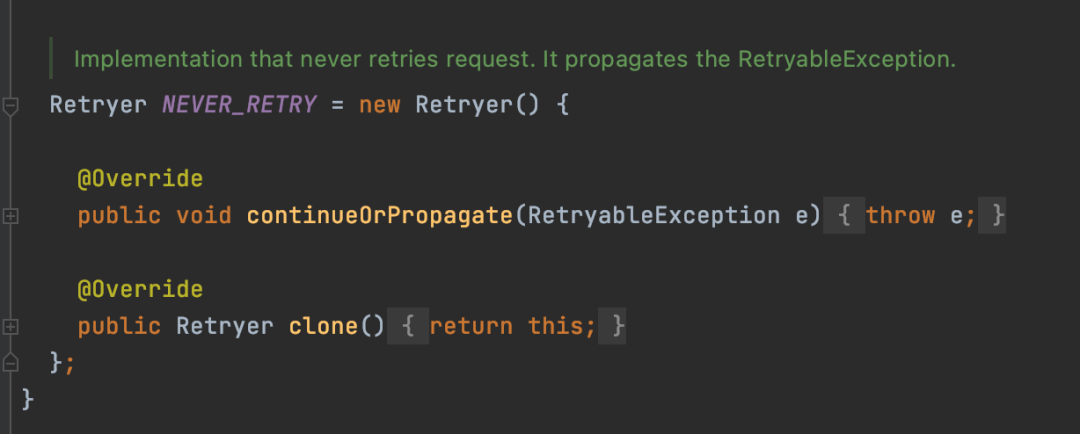 Implementation that never retries request. It propagates the RetryableException.
Retryer NEVER_RETRY = new Retryer() {
@Override
public void continueOrPropagate(RetryableException e) { throw e; }
@Override
public Retryer clone() { return this; }
};
}